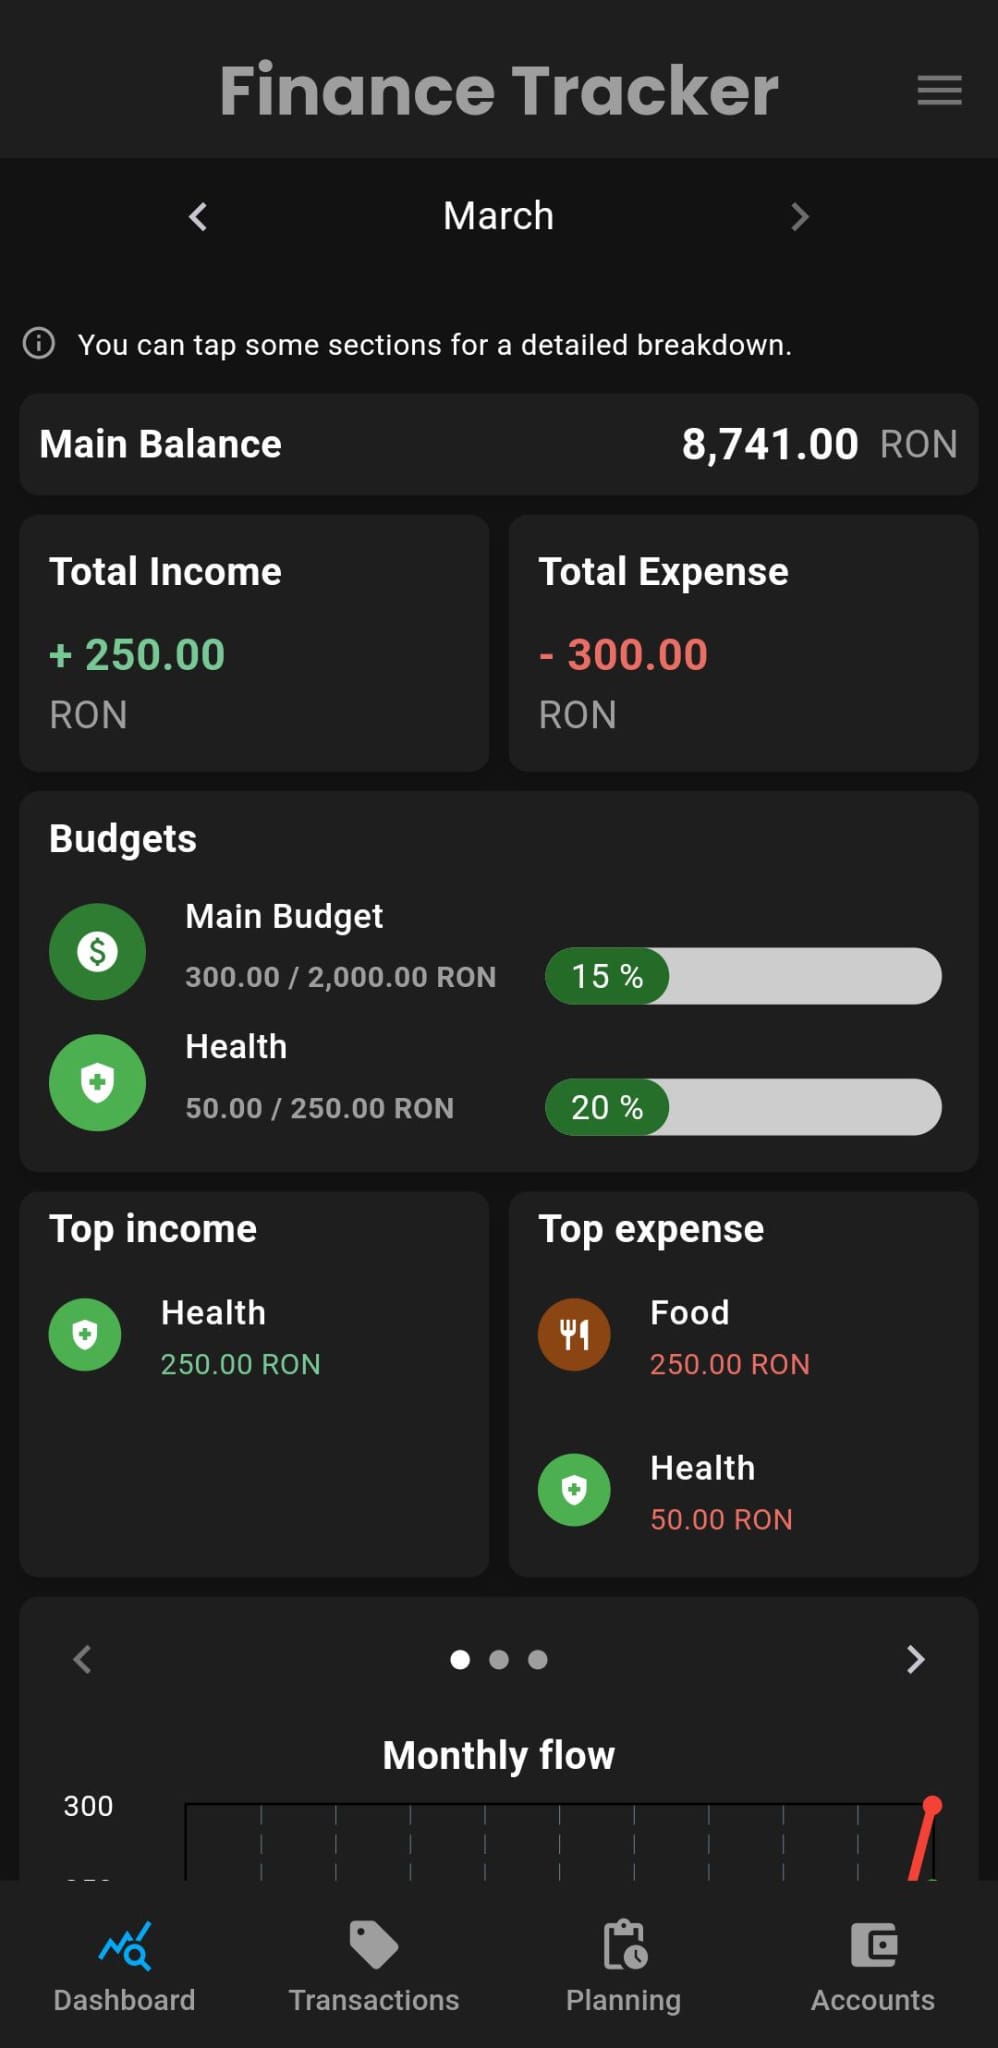 Finance Tracker
March
You can tap some sections for a detailed breakdown.
Main Balance 8,741.00 RON
Total Income
+ 250.00
RON
Total Expense
- 300.00
RON
Budgets
Main Budget
300.00 / 2,000.00 RON
15 %
Health
50.00 / 250.00 RON
20 %
Top income
Health
250.00 RON
Top expense
Food
250.00 RON
Health
50.00 RON
Monthly flow
300
Dashboard
Transactions
Planning
Accounts